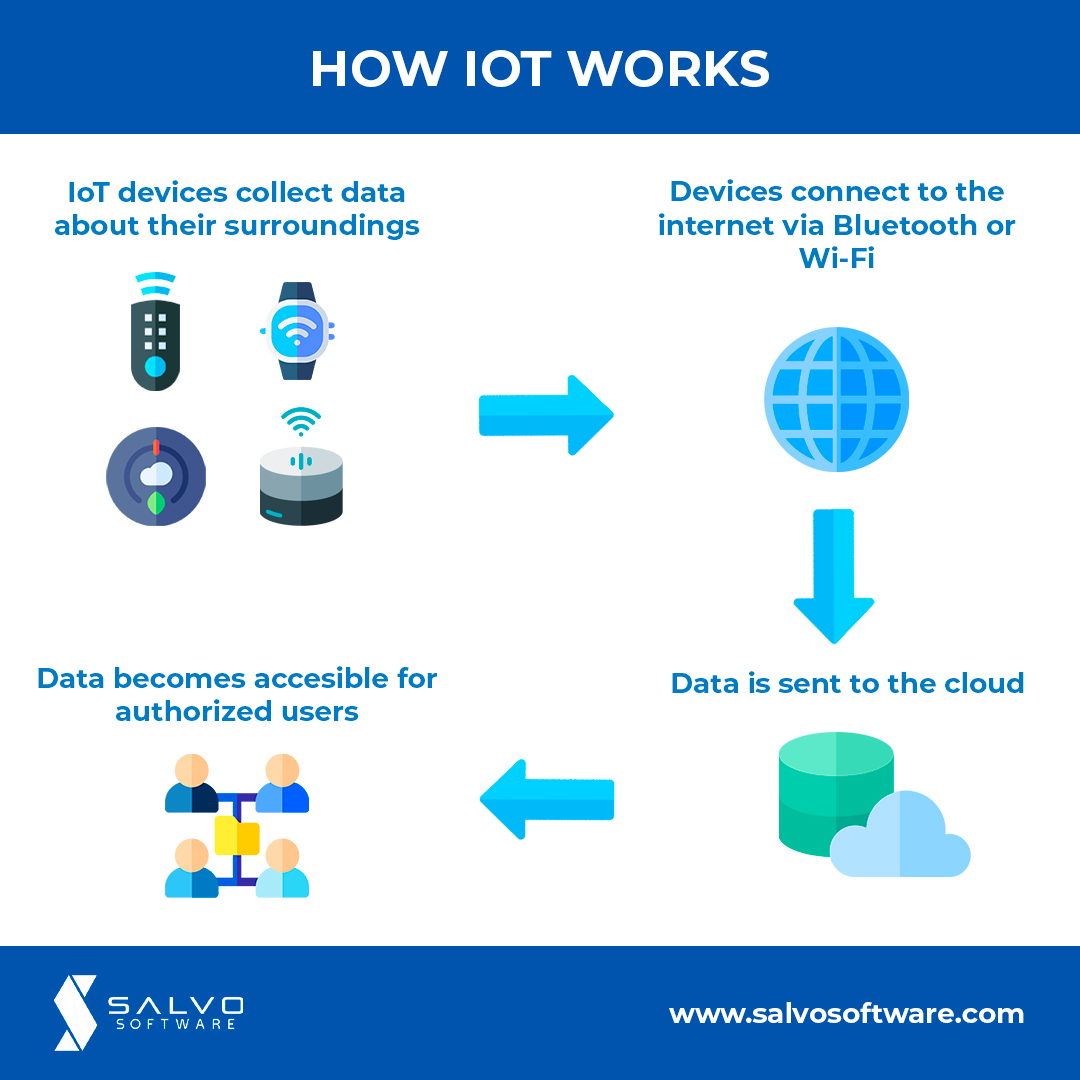 HOW IOT WORKS
IoT devices collect data
about their surroundings
Devices connect to the
internet via Bluetooth or
Wi-Fi
Data becomes accesible for
authorized users
Data is sent to the cloud
SALVO
SOFTWARE
www.salvosoftware.com